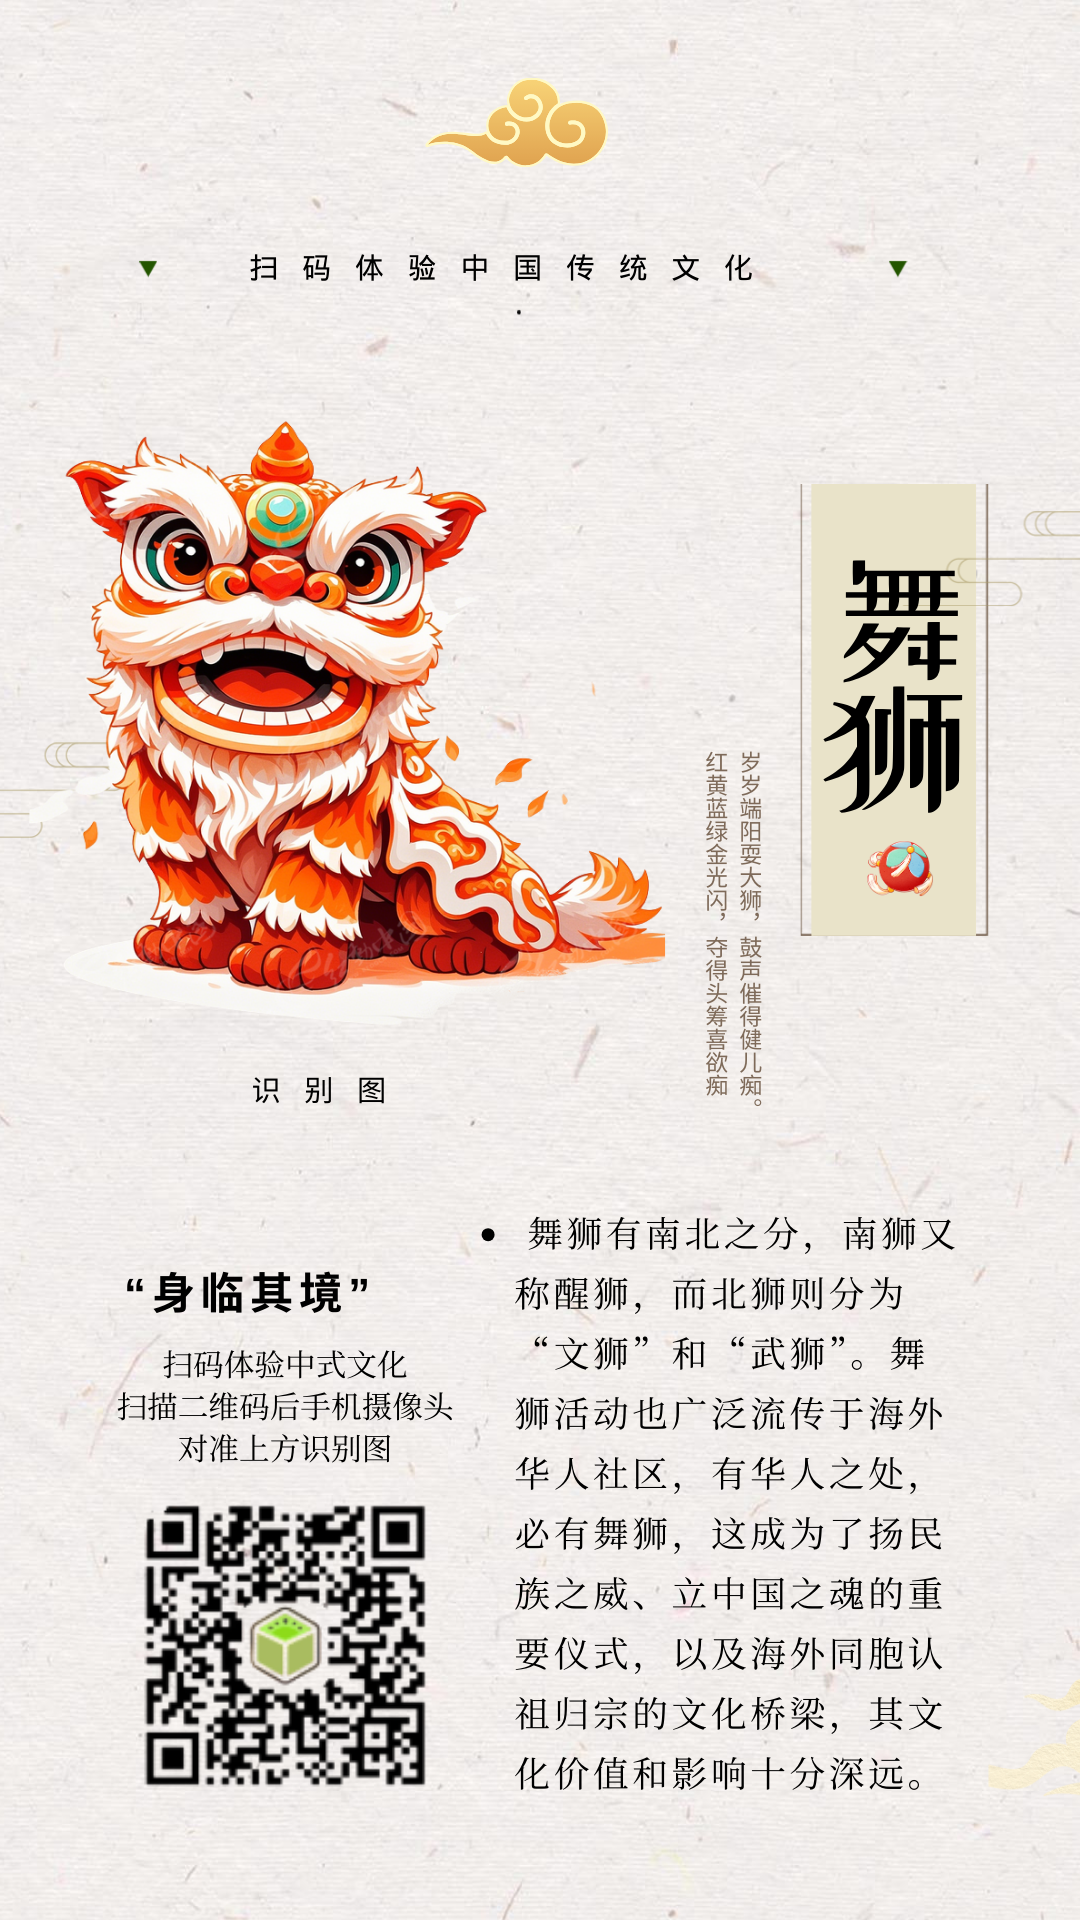 扫码体验中国传统文化
舞狮
岁岁端阳耍大狮，鼓声催得健儿痴。
红黄蓝绿金光闪，夺得头筹喜欲痴
识别图
“身临其境”
扫码体验中式文化
扫描二维码后手机摄像头
对准上方识别图
• 舞狮有南北之分，南狮又
称醒狮，而北狮则分为
“文狮”和“武狮”。舞
狮活动也广泛流传于海外
华人社区，有华人之处，
必有舞狮，这成为了扬民
族之威、立中国之魂的重
要仪式，以及海外同胞认
祖归宗的文化桥梁，其文
化价值和影响十分深远。